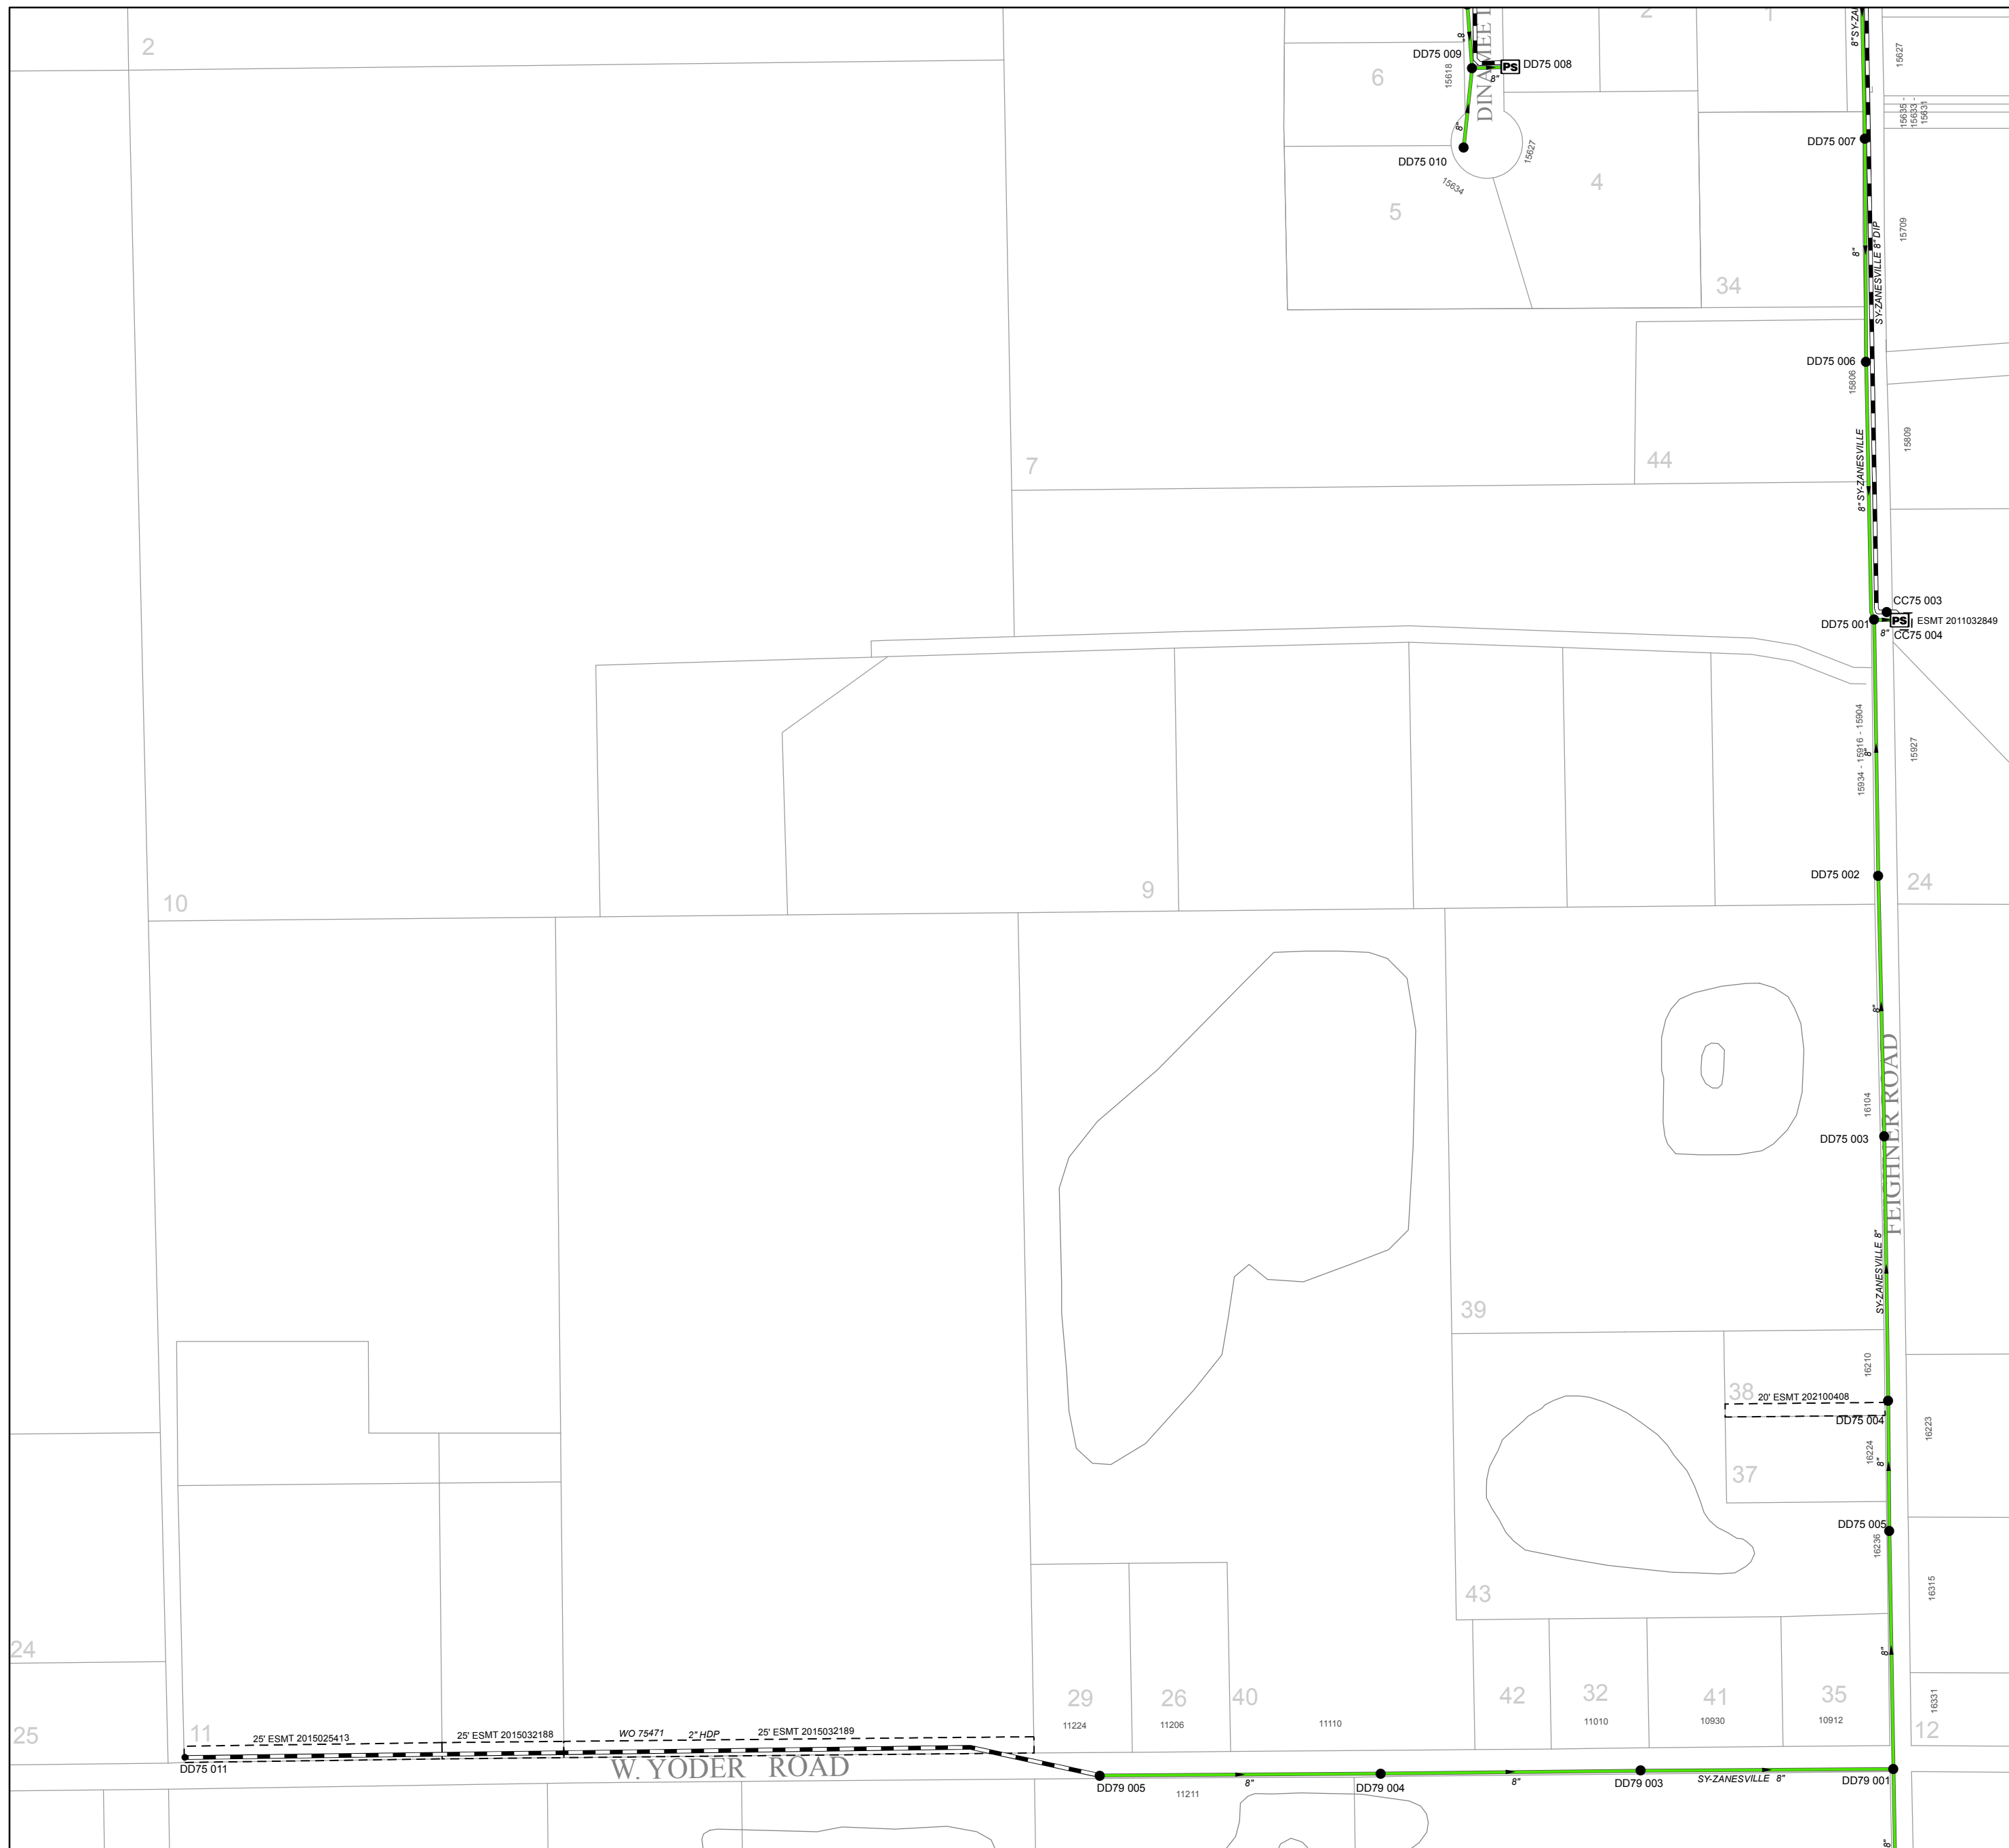 2
6
15618
8"
DD75 009
PS
DD75 008
8"
8"
DD75 010
15634
15627
5
4
15627
15635 -
15633 -
15631
DD75 007
15709
8"
SY-ZANESVILLE 8" DIP
34
DD75 006
15806
15809
7
44
8" SY-ZANESVILLE
CC75 003
DD75 001
PS
ESMT 2011032849
8"
CC75 004
15934 - 15916 - 15904
8"
15927
10
9
DD75 002
24
8"
FEIGHNER ROAD
16104
DD75 003
SY-ZANESVILLE 8"
39
16210
38
20' ESMT 202100408
DD75 004
16223
16224
8"
37
DD75 005
16236
16315
43
8"
24
25
11
29
26
40
42
32
41
35
11224
11206
11110
11010
10930
10912
16331
12
25' ESMT 2015025413
25' ESMT 2015032188
WO 75471
2" HDP
25' ESMT 2015032189
DD75 011
W. YODER ROAD
DD79 005
8"
11211
DD79 004
8"
DD79 003
SY-ZANESVILLE 8"
DD79 001
8"